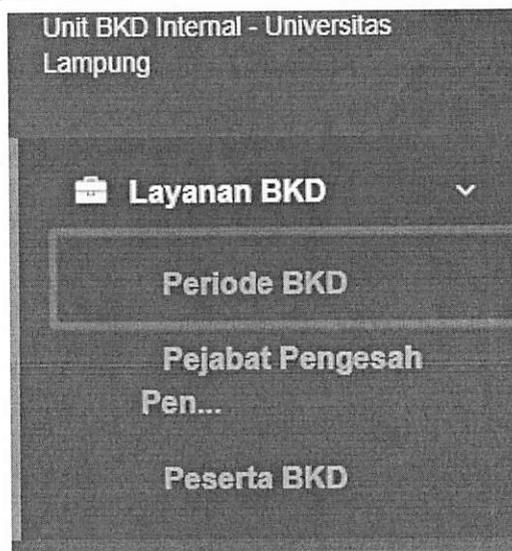 Unit BKD Internal - Universitas
Lampung
Layanan BKD
Periode BKD
Pejabat Pengesah
Pen...
Peserta BKD